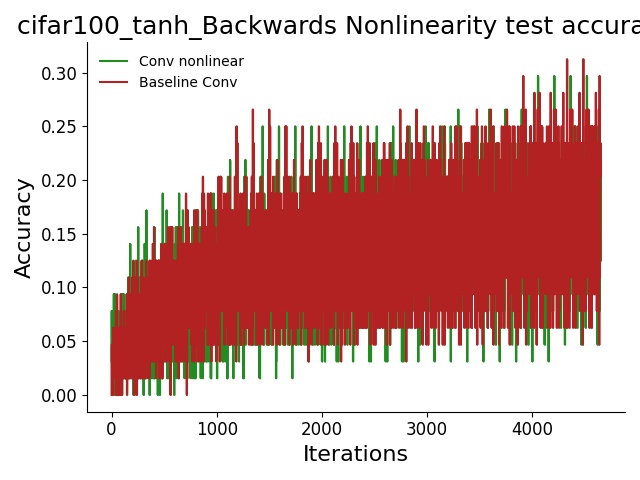 cifar100_tanh_Backwards Nonlinearity test accura
Conv nonlinear
Baseline Conv
Accuracy
0.30
0.25
0.20
0.15
0.10
0.05
0.00
0 1000 2000 3000 4000
Iterations